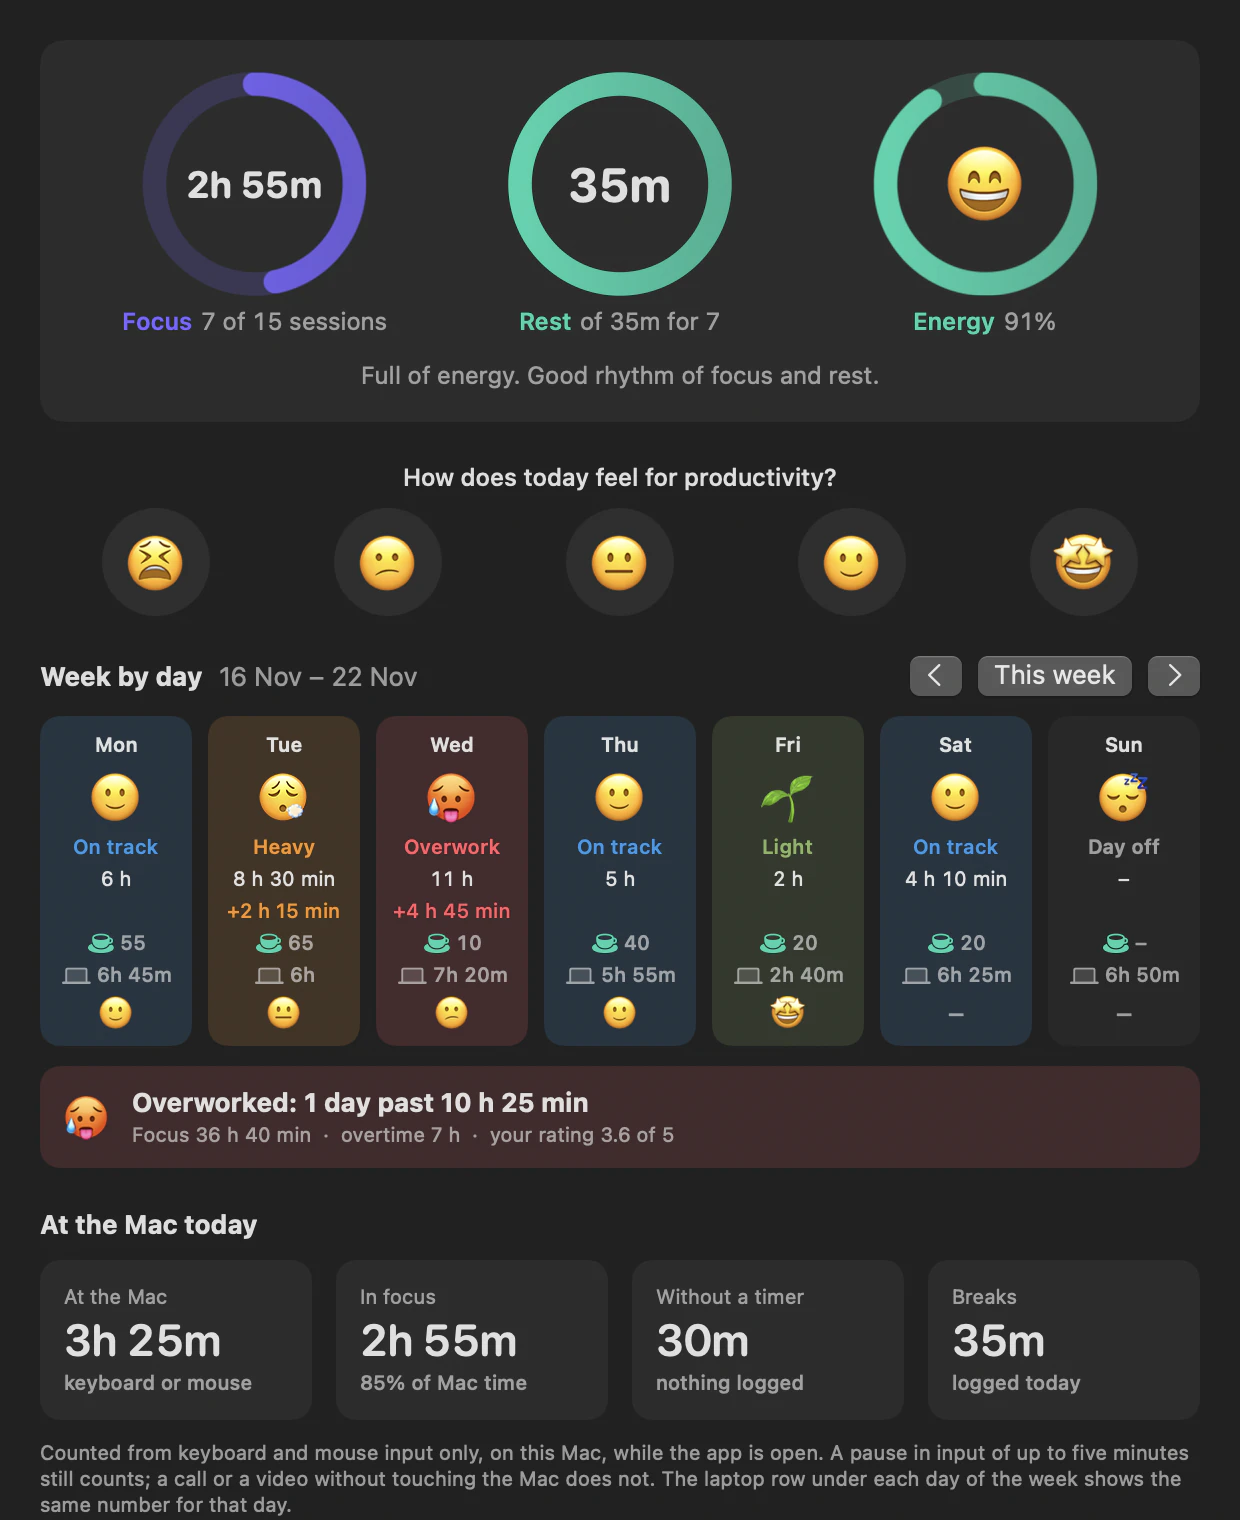 2h 55m
35m
Focus 7 of 15 sessions
Rest of 35m for 7
Energy 91%
Full of energy. Good rhythm of focus and rest.
How does today feel for productivity?
Week by day 16 Nov – 22 Nov
This week
Mon
On track
6 h
55
6h 45m
Tue
Heavy
8 h 30 min
+2 h 15 min
65
6h
Wed
Overwork
11 h
+4 h 45 min
10
7h 20m
Thu
On track
5 h
40
5h 55m
Fri
Light
2 h
20
2h 40m
Sat
On track
4 h 10 min
20
6h 25m
–
Sun
Day off
–
–
6h 50m
–
Overworked: 1 day past 10 h 25 min
Focus 36 h 40 min · overtime 7 h · your rating 3.6 of 5
At the Mac today
At the Mac
3h 25m
keyboard or mouse
In focus
2h 55m
85% of Mac time
Without a timer
30m
nothing logged
Breaks
35m
logged today
Counted from keyboard and mouse input only, on this Mac, while the app is open. A pause in input of up to five minutes
still counts; a call or a video without touching the Mac does not. The laptop row under each day of the week shows the
same number for that day.